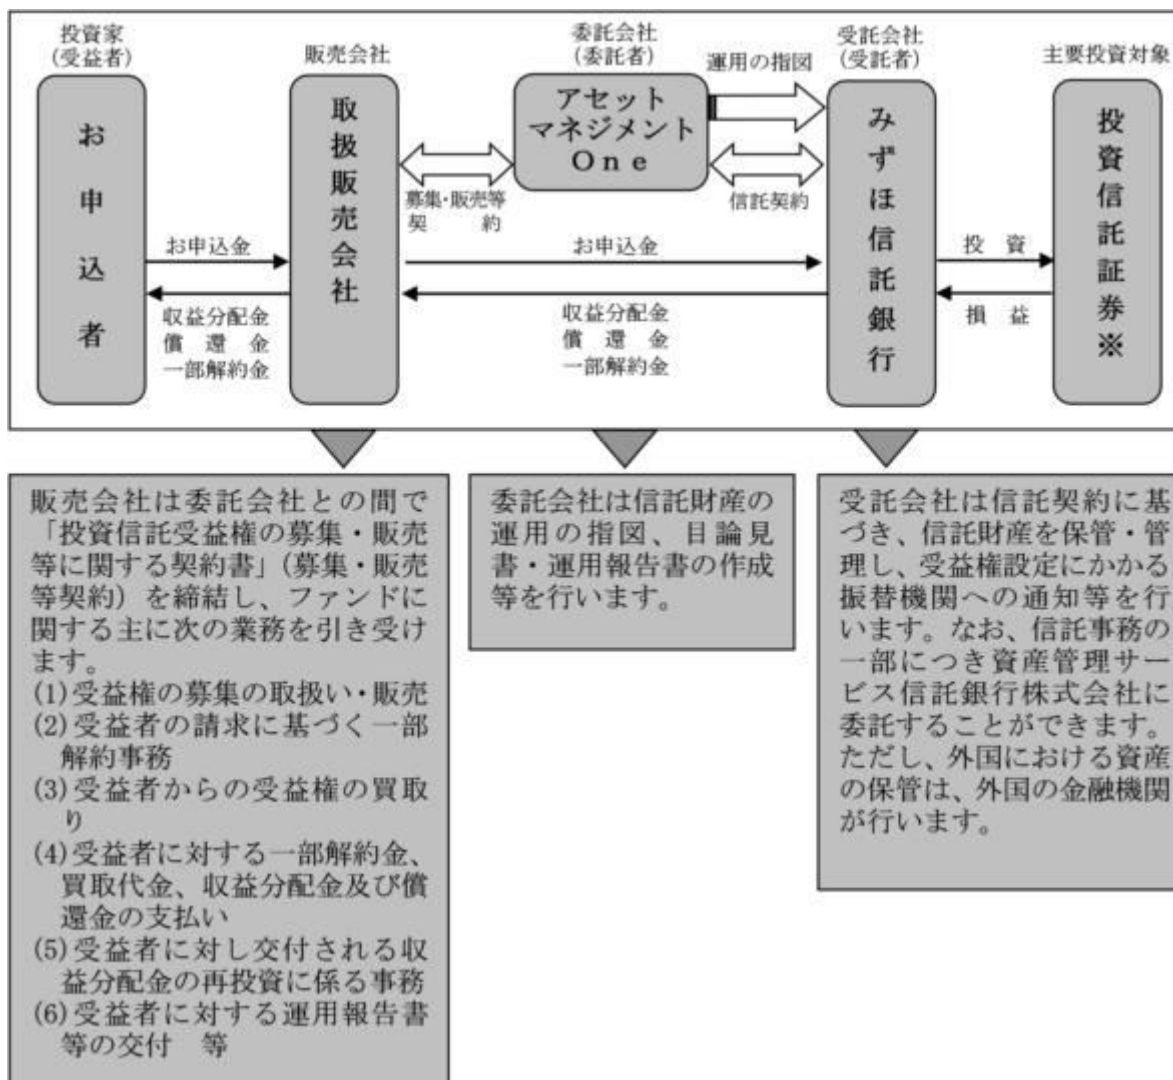 投資家
(受益者)
販売会社
委託会社
(委託者)
運用の指図
受託会社
(受託者)
主要投資対象
お申込者
取扱販売会社
アセット
マネジメント
One
みずほ信託銀行
投資信託証券※
募集・販売等
契約
信託契約
お申込金
お申込金
投資
収益分配金
償還金
一部解約金
収益分配金
償還金
一部解約金
損益
販売会社は委託会社との間で
「投資信託受益権の募集・販売
等に関する契約書」(募集・販売
等契約)を締結し、ファンドに
関する主に次の業務を引き受け
ます。
(1)受益権の募集の取扱い・販売
(2)受益者の請求に基づく一部
解約事務
(3)受益者からの受益権の買取
り
(4)受益者に対する一部解約金、
買取代金、収益分配金及び償
還金の支払い
(5)受益者に対し交付される収
益分配金の再投資に係る事務
(6)受益者に対する運用報告書
等の交付 等
委託会社は信託財産の
運用の指図、目論見
書・運用報告書の作成
等を行います。
受託会社は信託契約に基
づき、信託財産を保管・管
理し、受益権設定にかかる
振替機関への通知等を行
います。なお、信託事務の
一部につき資産管理サー
ビス信託銀行株式会社に
委託することができます。
ただし、外国における資産
の保管は、外国の金融機関
が行います。